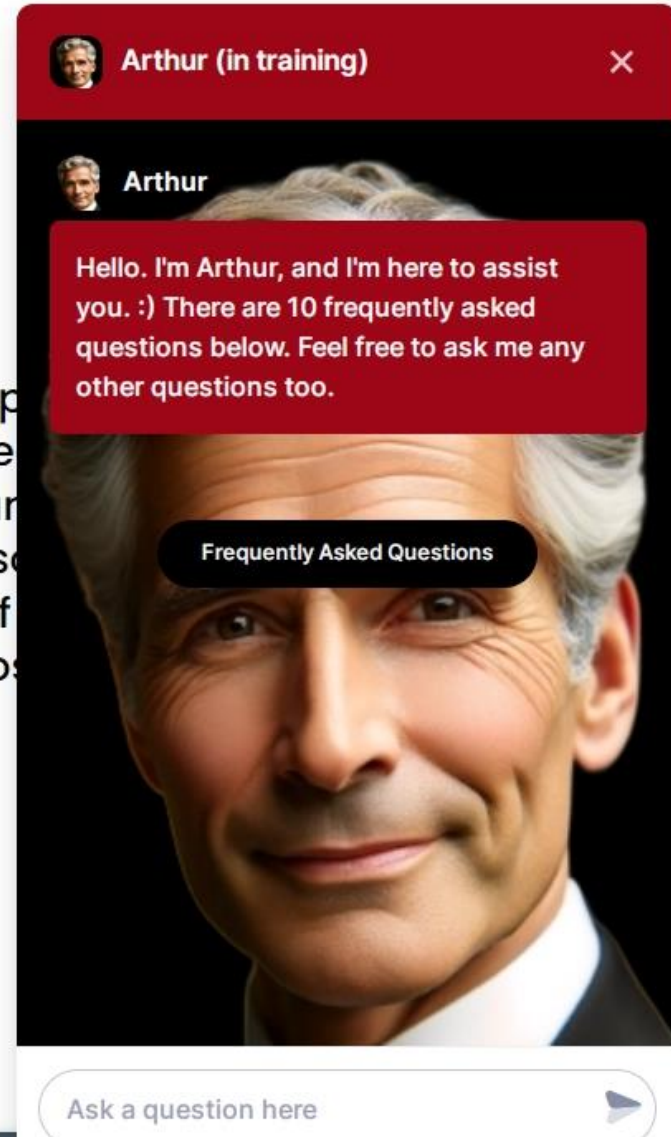 Arthur (in training)
Arthur
Hello. I'm Arthur, and I'm here to assist
you. :) There are 10 frequently asked
questions below. Feel free to ask me any
other questions too.
Frequently Asked Questions
Ask a question here